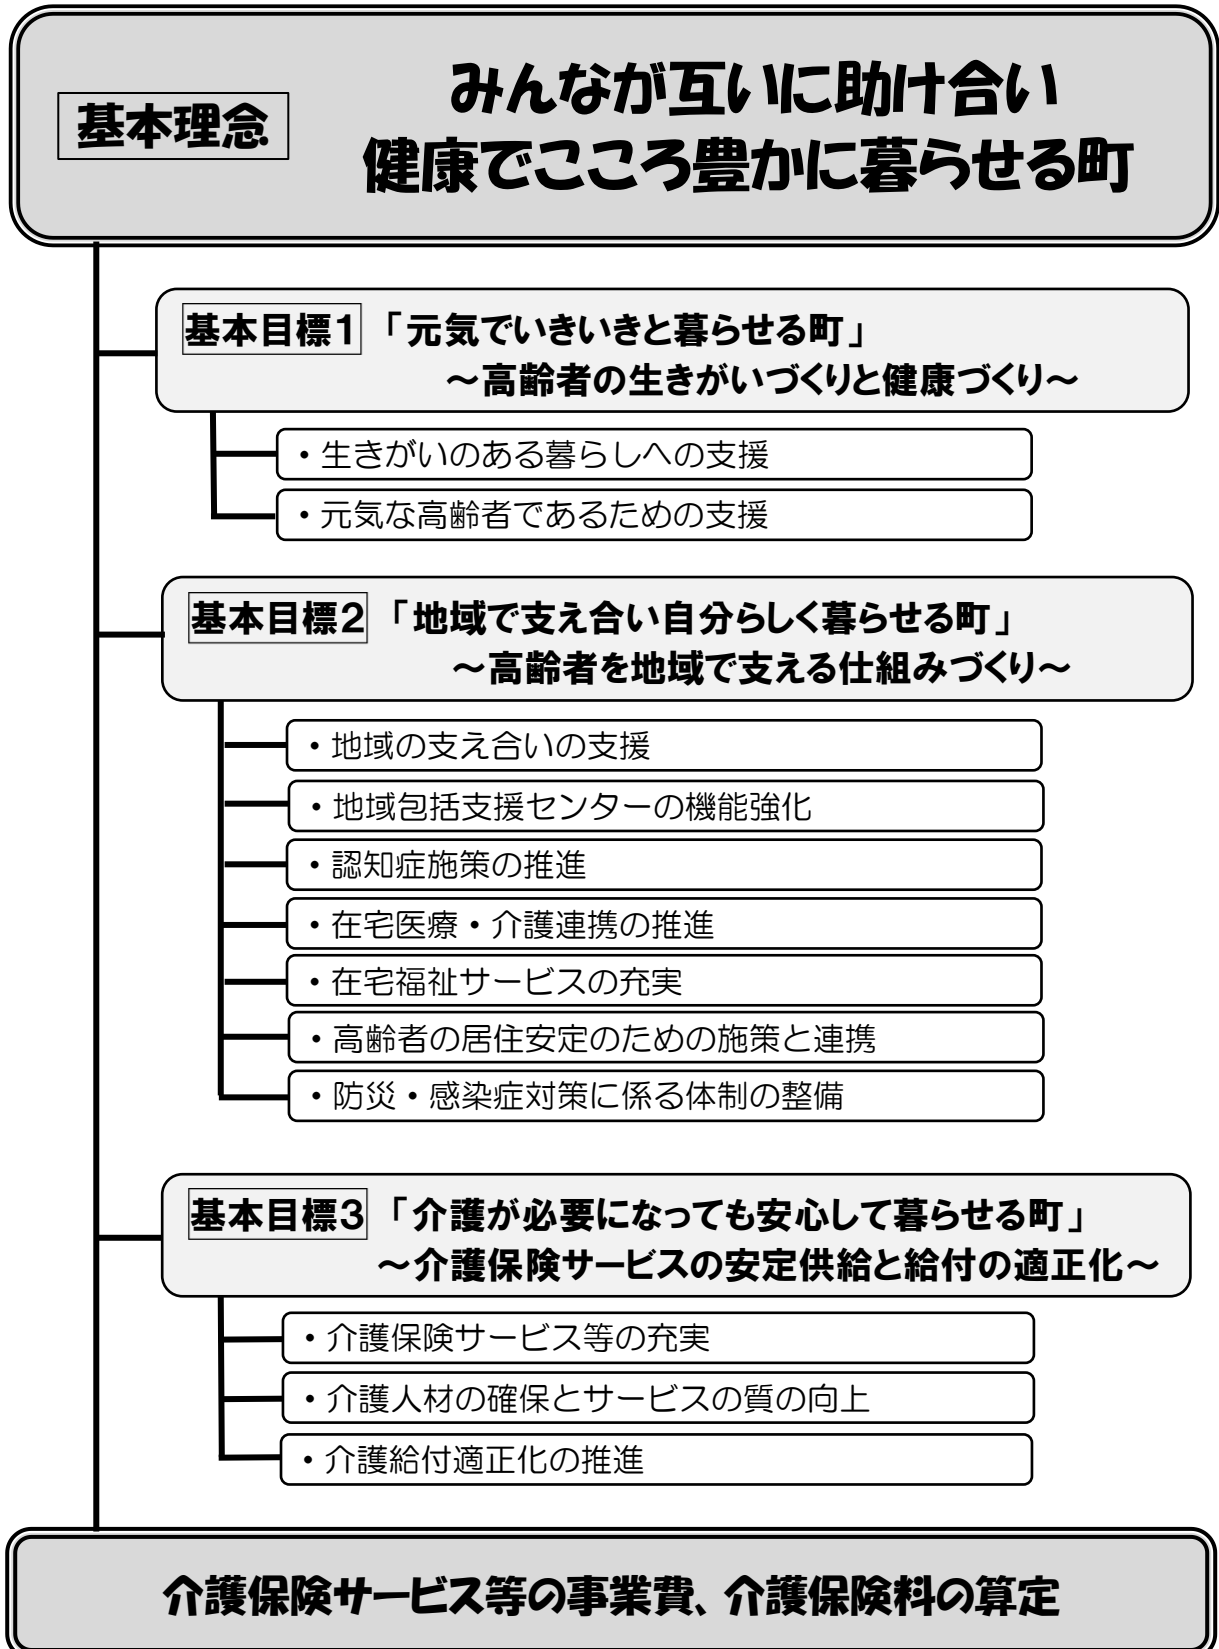 みんなが互いに助け合い
基本理念
健康でこころ豊かに暮らせる町
基本目標1 「元気でいきいきと暮らせる町」
～高齢者の生きがいづくりと健康づくり～
・生きがいのある暮らしへの支援
・元気な高齢者であるための支援
基本目標2 「地域で支え合い自分らしく暮らせる町」
～高齢者を地域で支える仕組みづくり～
・地域の支え合いの支援
・地域包括支援センターの機能強化
・認知症施策の推進
・在宅医療・介護連携の推進
・在宅福祉サービスの充実
・高齢者の居住安定のための施策と連携
・防災・感染症対策に係る体制の整備
基本目標3 「介護が必要になっても安心して暮らせる町」
～介護保険サービスの安定供給と給付の適正化～
・介護保険サービス等の充実
・介護人材の確保とサービスの質の向上
・介護給付適正化の推進
介護保険サービス等の事業費、介護保険料の算定